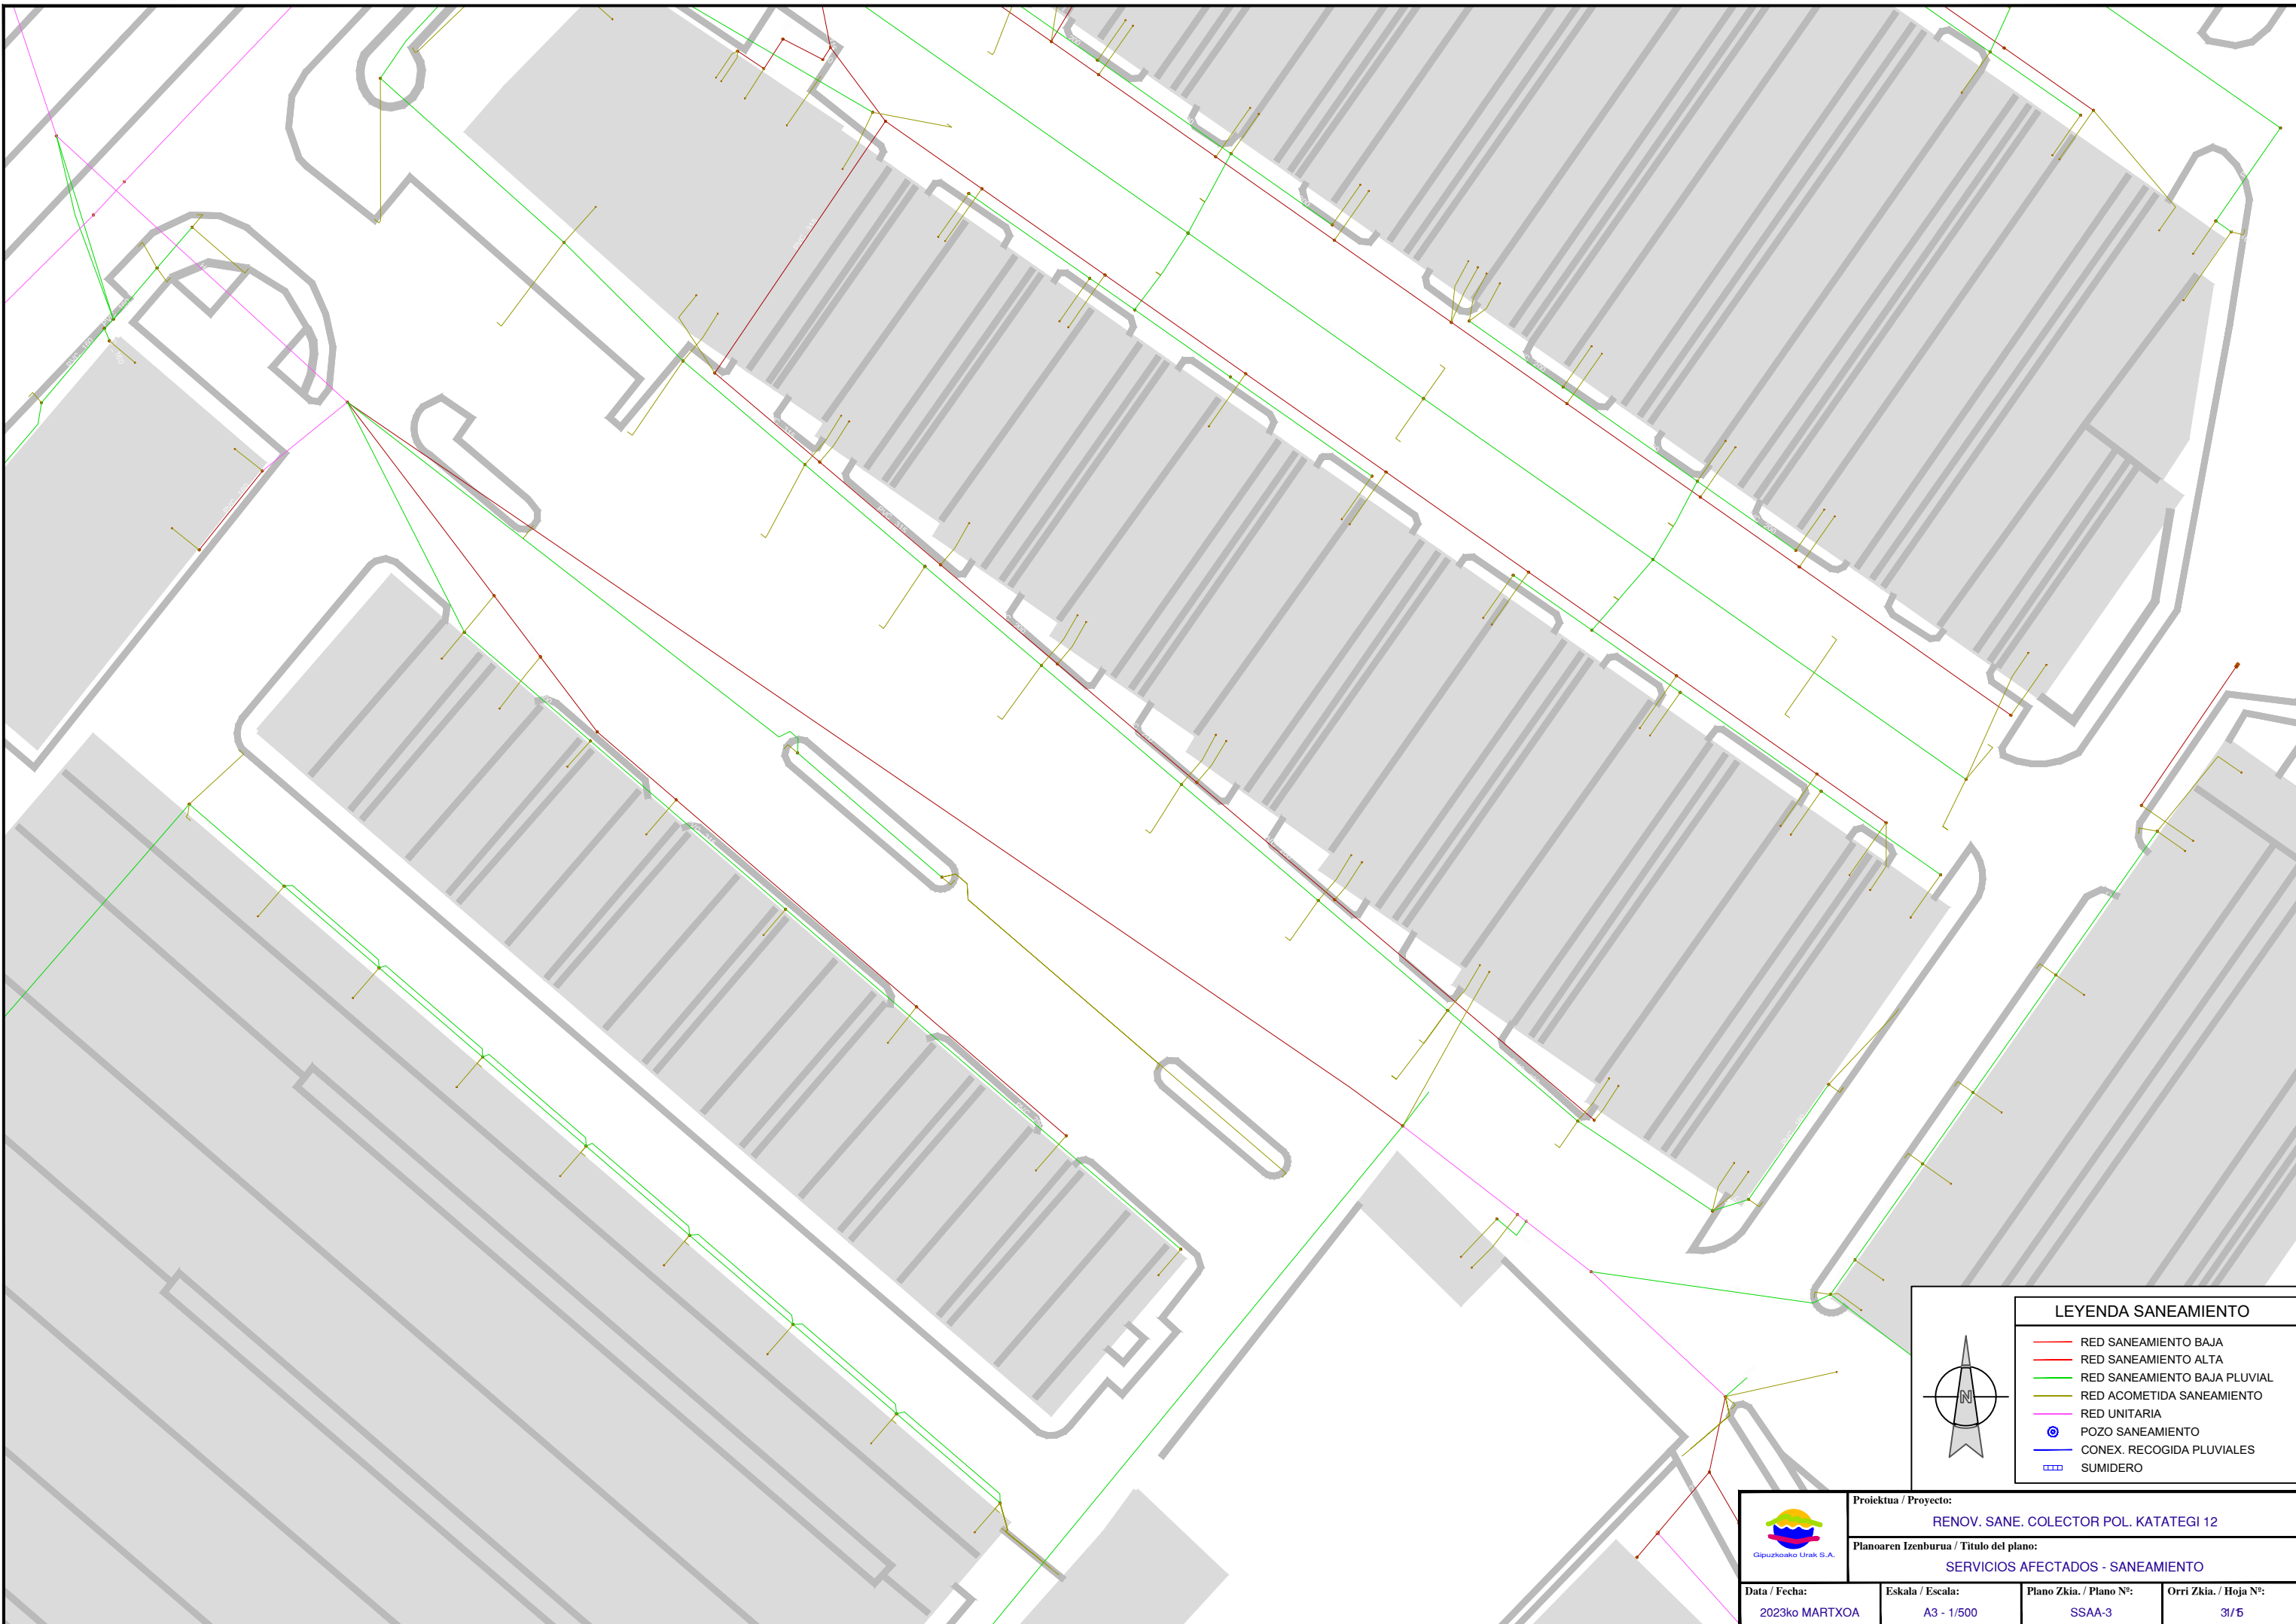 LEYENDA SANEAMIENTO
RED SANEAMIENTO BAJA
RED SANEAMIENTO ALTA
RED SANEAMIENTO BAJA PLUVIAL
RED ACOMETIDA SANEAMIENTO
RED UNITARIA
POZO SANEAMIENTO
CONEX. RECOGIDA PLUVIALES
SUMIDERO
N
Gipuzkoako Urak S.A.
Proiektua / Proyecto:
RENOV. SANE. COLECTOR POL. KATATEGI 12
Planoaren Izenburua / Titulo del plano:
SERVICIOS AFECTADOS - SANEAMIENTO
Data / Fecha:
2023ko MARTXOA
Eskala / Escala:
A3 - 1/500
Plano Zkia. / Plano Nº:
SSAA-3
Orri Zkia. / Hoja Nº: